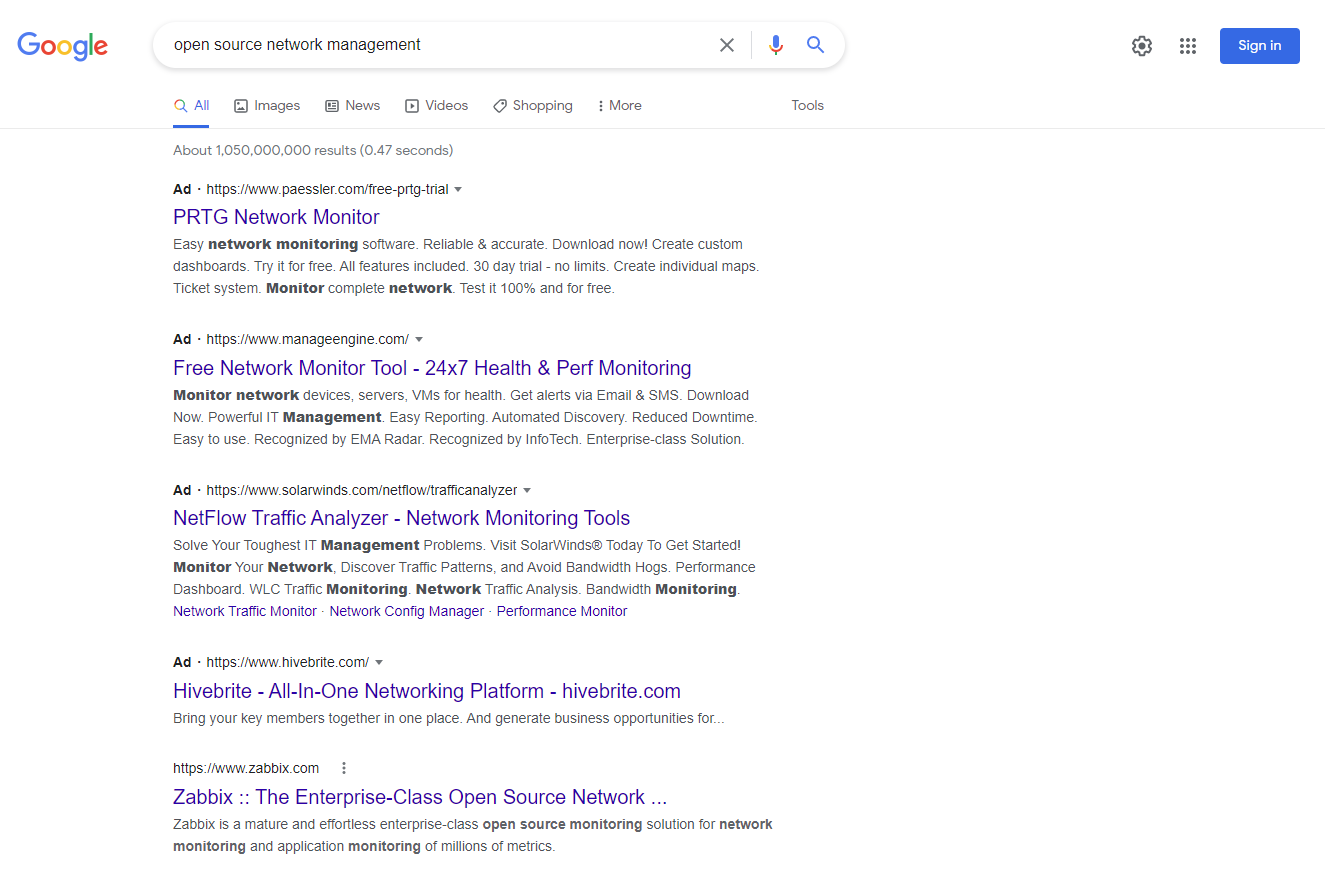 Google
open source network management
Sign in
All Images News Videos Shopping More Tools
About 1,050,000,000 results (0.47 seconds)
Ad · https://www.paessler.com/free-prtg-trial
PRTG Network Monitor
Easy network monitoring software. Reliable & accurate. Download now! Create custom
dashboards. Try it for free. All features included. 30 day trial - no limits. Create individual maps.
Ticket system. Monitor complete network. Test it 100% and for free.
Ad · https://www.manageengine.com/
Free Network Monitor Tool - 24x7 Health & Perf Monitoring
Monitor network devices, servers, VMs for health. Get alerts via Email & SMS. Download
Now. Powerful IT Management. Easy Reporting. Automated Discovery. Reduced Downtime.
Easy to use. Recognized by EMA Radar. Recognized by InfoTech. Enterprise-class Solution.
Ad · https://www.solarwinds.com/netflow/trafficanalyzer
NetFlow Traffic Analyzer - Network Monitoring Tools
Solve Your Toughest IT Management Problems. Visit SolarWinds® Today To Get Started!
Monitor Your Network, Discover Traffic Patterns, and Avoid Bandwidth Hogs. Performance
Dashboard. WLC Traffic Monitoring. Network Traffic Analysis. Bandwidth Monitoring.
Network Traffic Monitor · Network Config Manager · Performance Monitor
Ad · https://www.hivebrite.com/
Hivebrite - All-In-One Networking Platform - hivebrite.com
Bring your key members together in one place. And generate business opportunities for...
https://www.zabbix.com
Zabbix :: The Enterprise-Class Open Source Network ...
Zabbix is a mature and effortless enterprise-class open source monitoring solution for network
monitoring and application monitoring of millions of metrics.